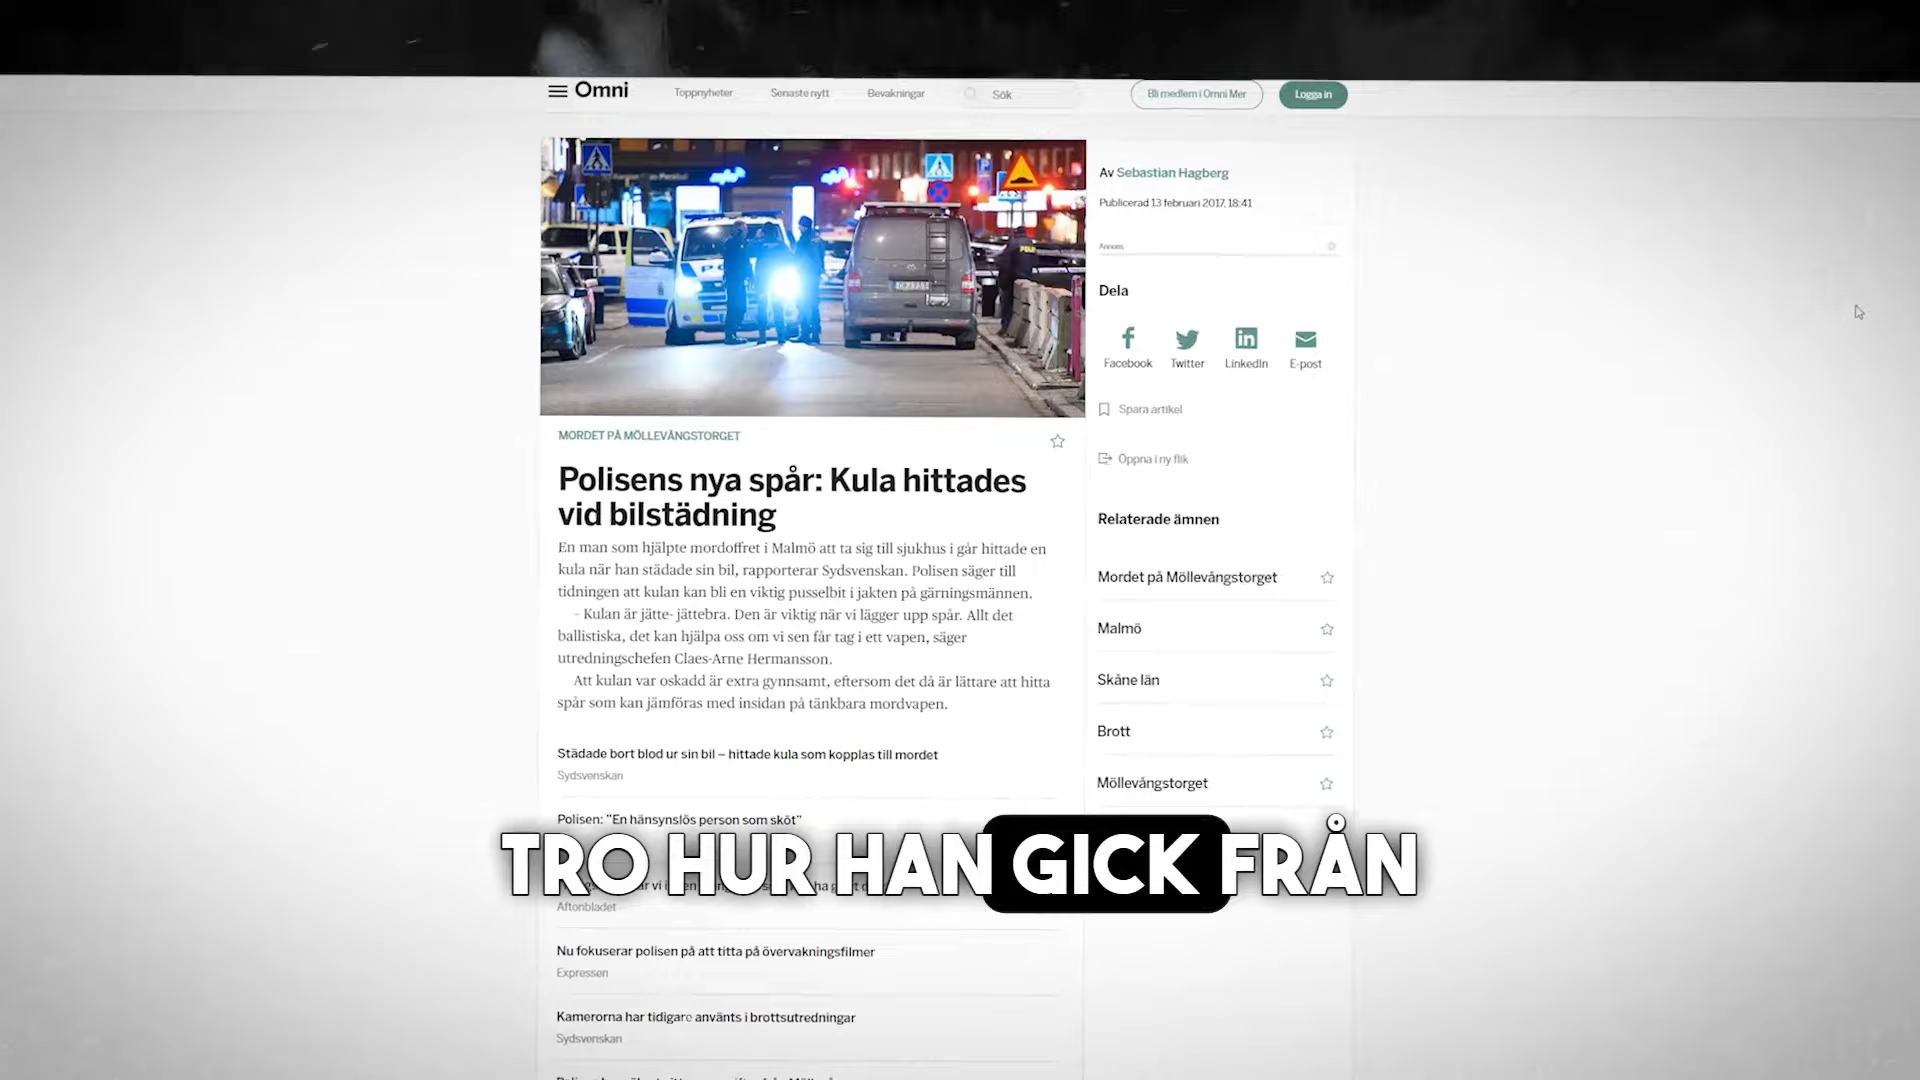 Omni
Toppnyheter
Senaste nytt
Bevakningar
Sök
Bli medlem i Omni Mer
Logga in
Av Sebastian Hagberg
Publicerad 13 februari 2017, 18:41
Annons
Dela
Facebook
Twitter
LinkedIn
E-post
Spara artikel
Öppna i ny flik
MORDET PÅ MÖLLEVÅNGSTORGET
Polisens nya spår: Kula hittades
vid bilstädning
En man som hjälpte mordoffret i Malmö att ta sig till sjukhus i går hittade en
kula när han städade sin bil, rapporterar Sydsvenskan. Polisen säger till
tidningen att kulan kan bli en viktig pusselbit i jakten på gärningsmännen.
- Kulan är jätte- jättebra. Den är viktig när vi lägger upp spår. Allt det
ballistiska, det kan hjälpa oss om vi sen får tag i ett vapen, säger
utredningschefen Claes-Arne Hermansson.
Att kulan var oskadd är extra gynnsamt, eftersom det då är lättare att hitta
spår som kan jämföras med insidan på tänkbara mordvapen.
Städade bort blod ur sin bil – hittade kula som kopplas till mordet
Sydsvenskan
Polisen: ”En hänsynslös person som sköt”
Aftonbladet
Nu fokuserar polisen på att titta på övervakningsfilmer
Expressen
Kamerorna har tidigare använts i brottsutredningar
Sydsvenskan
Relaterade ämnen
Mordet på Möllevångstorget
Malmö
Skåne län
Brott
Möllevångstorget
TRO HUR HAN GICK FRÅN